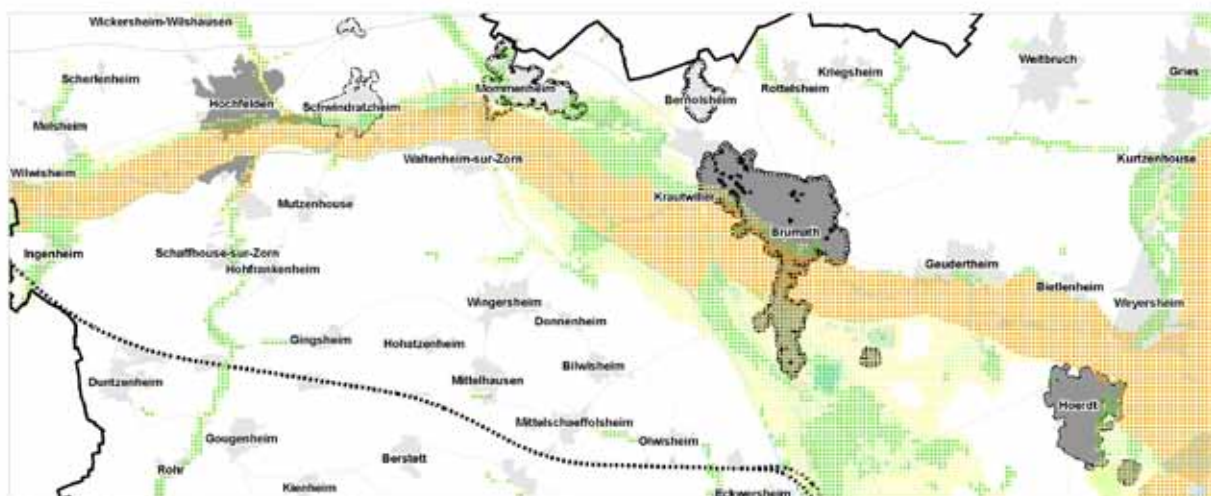 Wickersheim-Wilshausen
Scherlenheim
Hochfelden
Schwindratzheim
Mommenheim
Bernolsheim
Rottelsheim
Kriegsheim
Weitbruch
Gries
Melsheim
Wilwisheim
Waltenheim-sur-Zorn
Kurtzenhouse
Krautwiller
Mutzenhouse
Brumath
Ingenheim
Schaffhouse-sur-Zorn
Hohfrankenheim
Geudertheim
Bietlenheim
Weyersheim
Wingersheim
Donnenheim
Gingsheim
Hohatzenheim
Duntzenheim
Mittelhausen
Bilwisheim
Hoerdt
Mittelschaeffolsheim
Gougenheim
Olwisheim
Berstett
Rohr
Kienheim
Eckwersheim